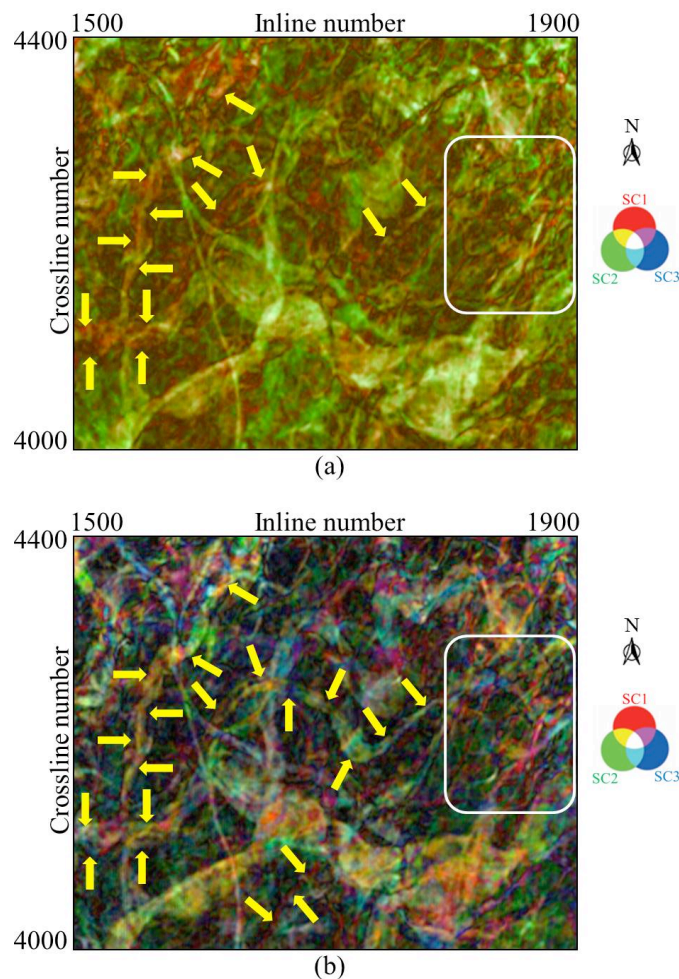 1500 Inline number 1900
4400
Crossline number
4000
N
SC1
SC2 SC3
(a)
1500 Inline number 1900
4400
Crossline number
4000
N
SC1
SC2 SC3
(b)